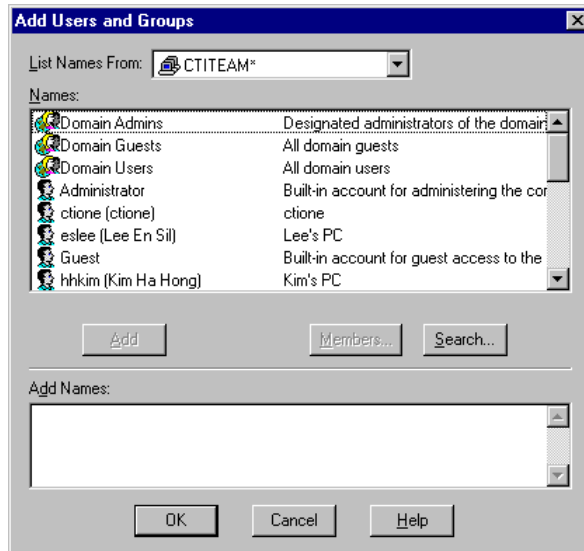 Add Users and Groups
List Names From: CTITEAM*
Names:
Domain Admins Designated administrators of the domain
Domain Guests All domain guests
Domain Users All domain users
Administrator Built-in account for administering the cor
ctione (ctione) ctione
eslee (Lee En Sil) Lee's PC
Guest Built-in account for guest access to the
hhkim (Kim Ha Hong) Kim's PC
Add Members... Search...
Add Names:
OK Cancel Help